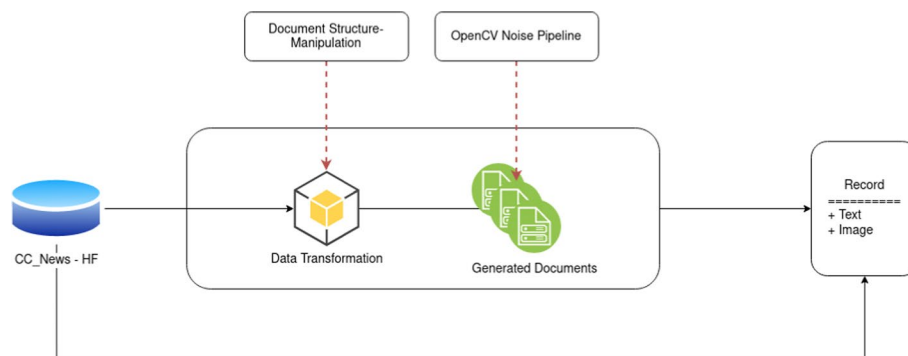 Document Structure-
Manipulation
OpenCV Noise Pipeline
Record
==========
+ Text
+ Image
CC_News - HF
Data Transformation
Generated Documents